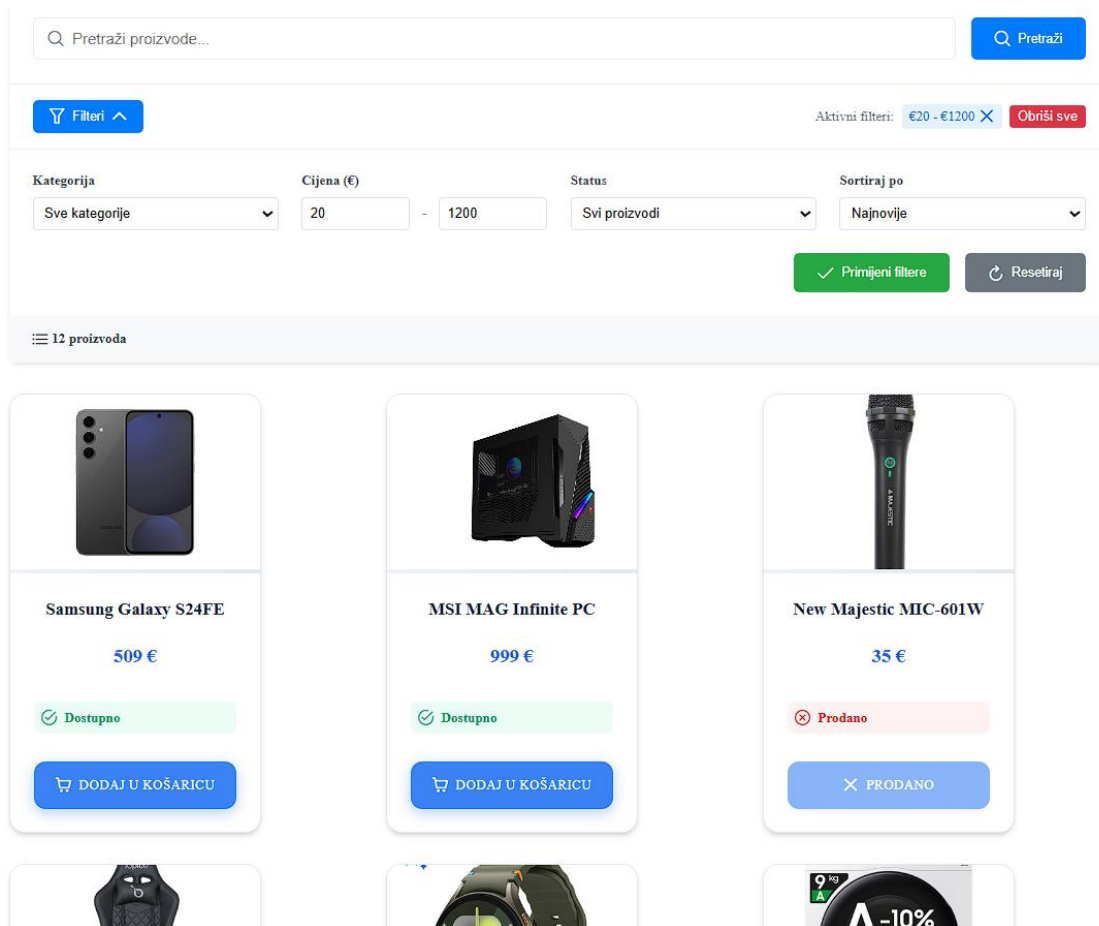 Pretraži proizvode...
Pretraži
Filteri
Aktivni filteri: €20 - €1200 Obriši sve
Kategorija Cijena (€) Status Sortiraj po
Sve kategorije 20 - 1200 Svi proizvodi Najnovije
Primijeni filtere Resetiraj
12 proizvoda
SAMSUNG
MAJESTIC
Samsung Galaxy S24FE
509 €
Dostupno
DODAJ U KOŠARICU
MSI MAG Infinite PC
999 €
Dostupno
DODAJ U KOŠARICU
New Majestic MIC-601W
35 €
Prodano
PRODANO
9 kg
A
A -10%